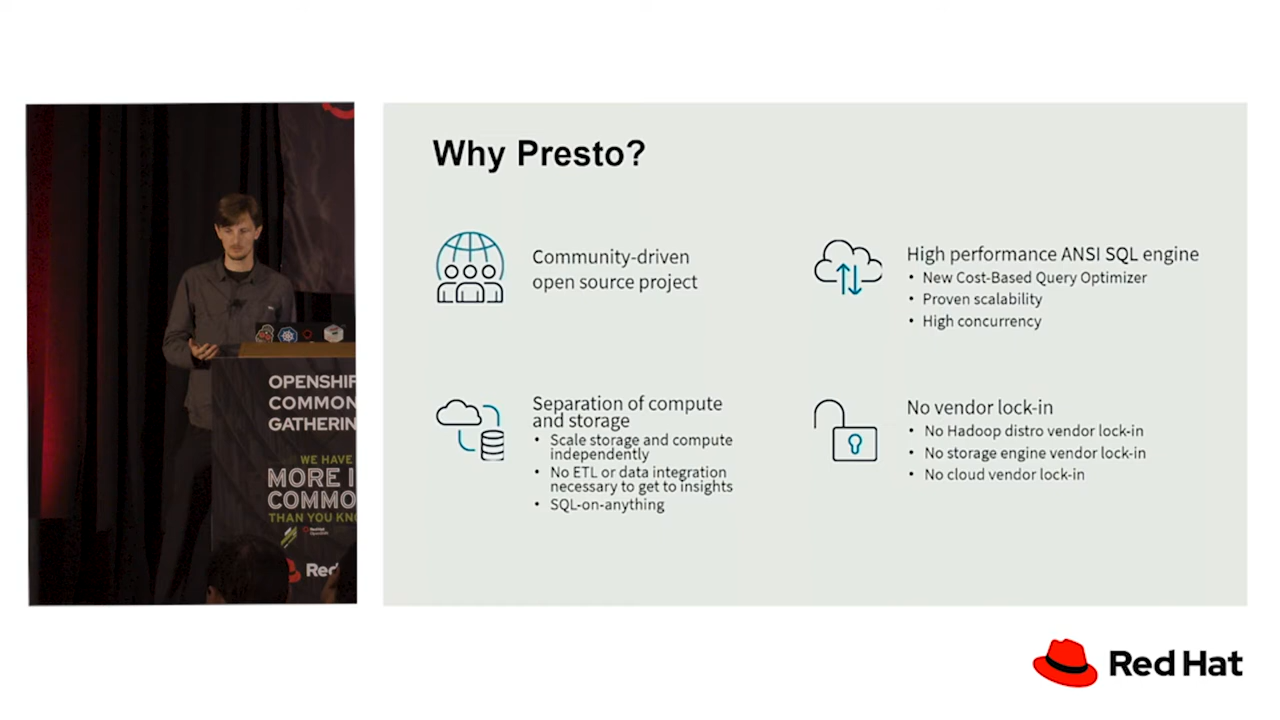 OPENSHIF
COMMON
GATHERIN
WE HAVE
MORE I
COMMO
THAN YOU KN
Red
Why Presto?
Community-driven
open source project
High performance ANSI SQL engine
• New Cost-Based Query Optimizer
• Proven scalability
• High concurrency
Separation of compute
and storage
• Scale storage and compute
independently
• No ETL or data integration
necessary to get to insights
• SQL-on-anything
No vendor lock-in
• No Hadoop distro vendor lock-in
• No storage engine vendor lock-in
• No cloud vendor lock-in
Red Hat